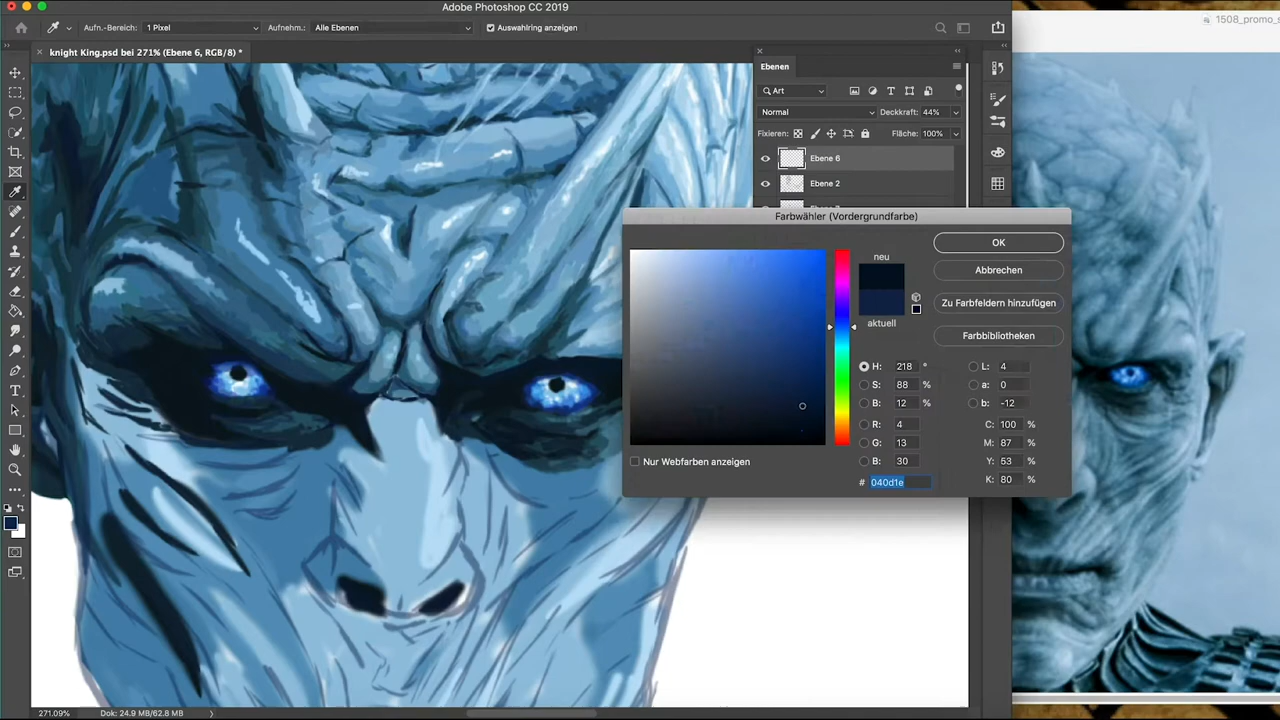 Adobe Photoshop CC 2019
1508_promo_s
Aufn.-Bereich: 1 Pixel Aufnehm.: Alle Ebenen Auswahlring anzeigen
knight King.psd bei 271% (Ebene 6, RGB/8) *
Ebenen
Art
Normal Deckkraft: 44%
Fixieren: Fläche: 100%
Ebene 6
Ebene 2
Farbwähler (Vordergrundfarbe)
neu
aktuell
OK
Abbrechen
Zu Farbfeldern hinzufügen
Farbbibliotheken
H: 218 ° L: 4
S: 88 % a: 0
B: 12 % b: -12
R: 4 C: 100 %
G: 13 M: 87 %
B: 30 Y: 53 %
# 040d1e K: 80 %
Nur Webfarben anzeigen
271.09% Dok: 24.9 MB/62.8 MB